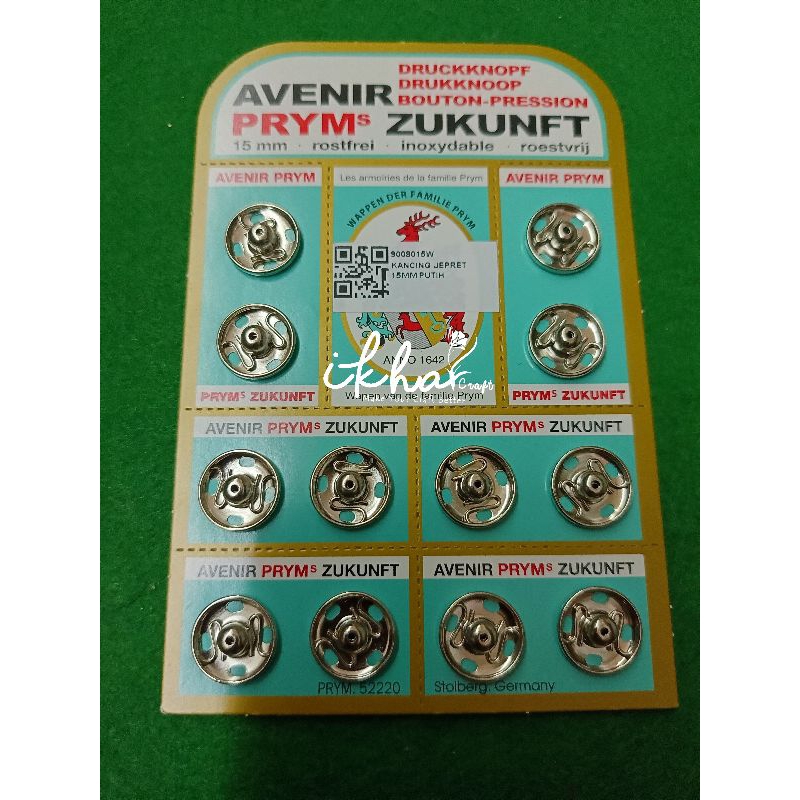 DRUCKKNOPF
DRUKKNOOP
AVENIR BOUTON-PRESSION
PRYMS ZUKUNFT
15 mm · rostfrei · inoxydable · roestvrij
AVENIR PRYM
Les armoiries de la famille Prym
AVENIR PRYM
WAPPEN DER FAMILIE PRYM
9008015W
KANCING JEPRET
15MM PUTIH
ANNO 1642
ikhar
Craft
PRYMS ZUKUNFT
Wapen van de familie Prym
PRYMS ZUKUNFT
AVENIR PRYMS ZUKUNFT
AVENIR PRYMS ZUKUNFT
AVENIR PRYMS ZUKUNFT
AVENIR PRYMS ZUKUNFT
PRYM. 52220
Stolberg. Germany